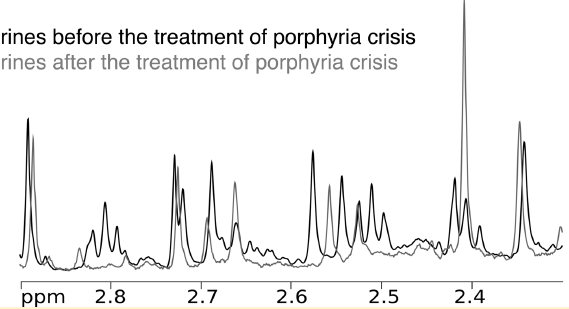 rines before the treatment of porphyria crisis
rines after the treatment of porphyria crisis
ppm 2.8 2.7 2.6 2.5 2.4